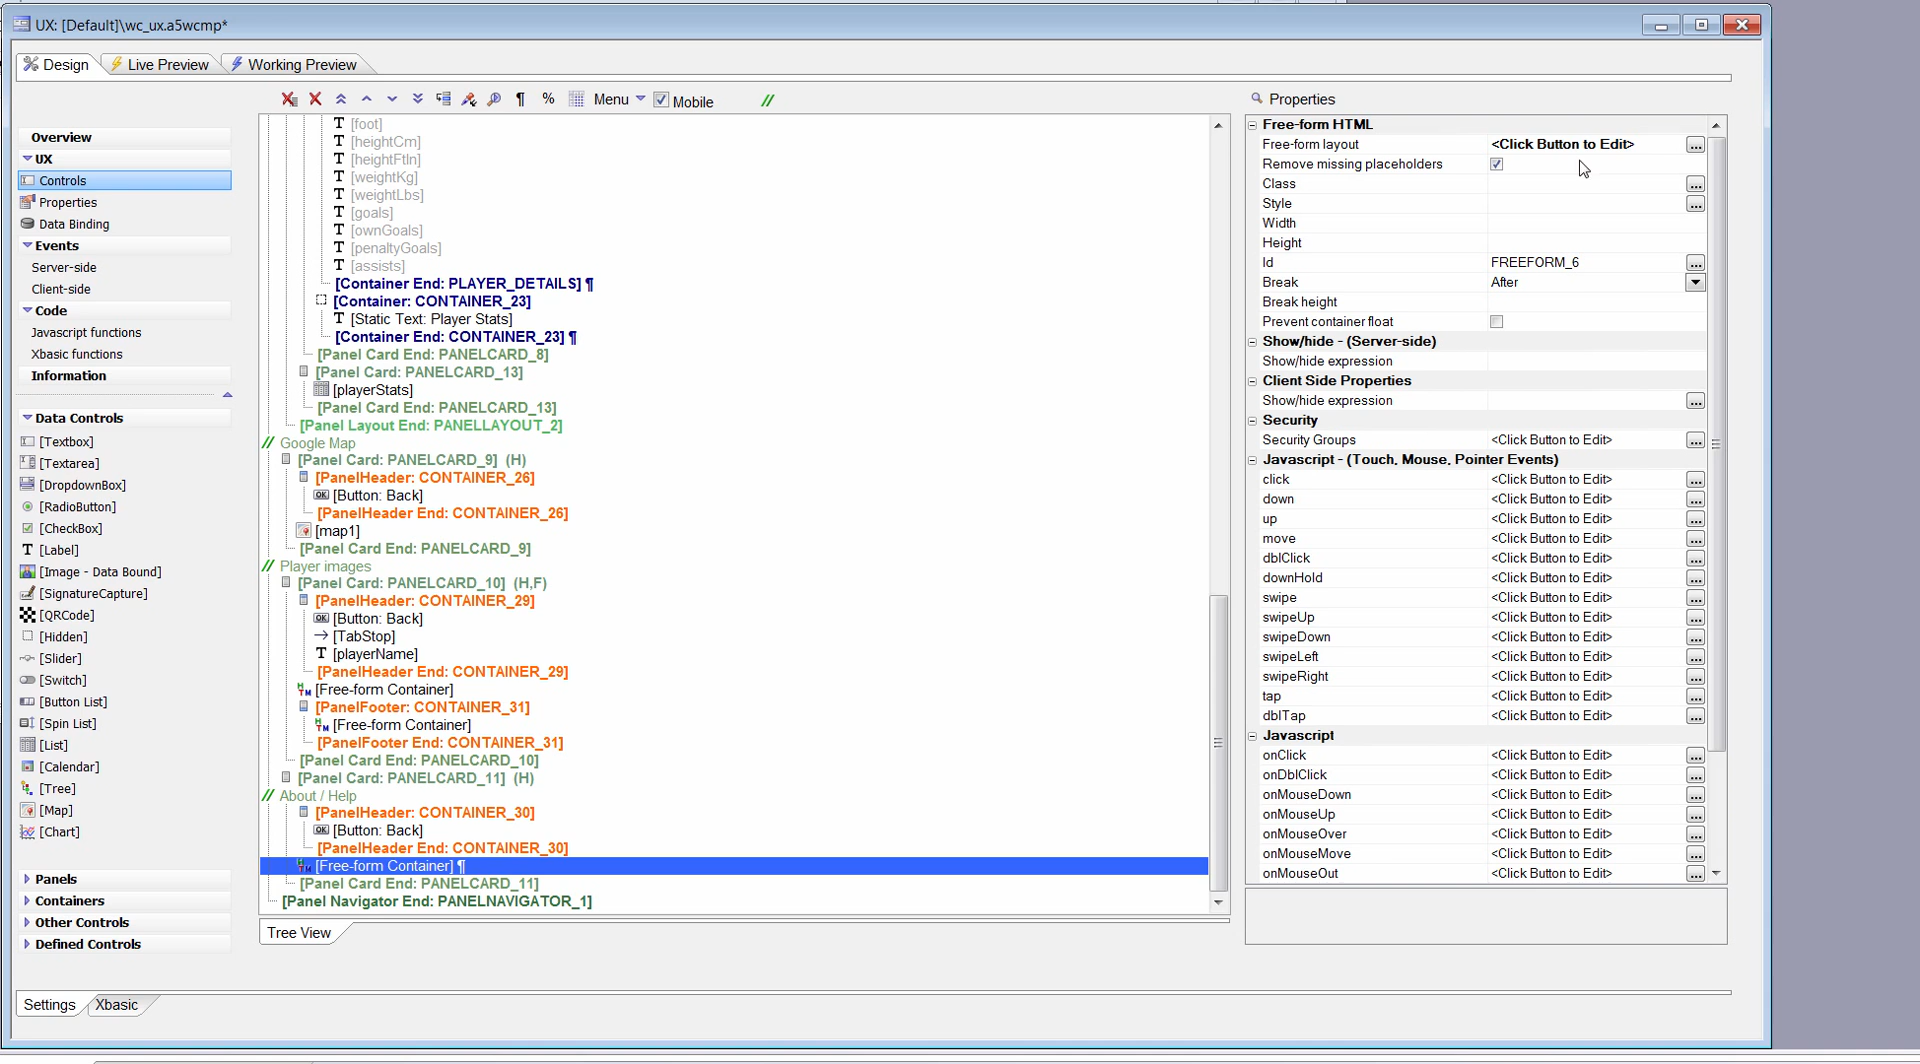 UX: [Default]\wc_ux.a5wcmp*
Design
Live Preview
Working Preview
Menu
Mobile
//
Properties
Overview
UX
Controls
Properties
Data Binding
Events
Server-side
Client-side
Code
Javascript functions
Xbasic functions
Information
Data Controls
[Textbox]
[Textarea]
[DropdownBox]
[RadioButton]
[CheckBox]
[Label]
[Image - Data Bound]
[SignatureCapture]
[QRCode]
[Hidden]
[Slider]
[Switch]
[Button List]
[Spin List]
[List]
[Calendar]
[Tree]
[Map]
[Chart]
Panels
Containers
Other Controls
Defined Controls
[foot]
[heightCm]
[heightFtIn]
[weightKg]
[weightLbs]
[goals]
[ownGoals]
[penaltyGoals]
[assists]
[Container End: PLAYER_DETAILS] ¶
[Container: CONTAINER_23]
[Static Text: Player Stats]
[Container End: CONTAINER_23] ¶
[Panel Card End: PANELCARD_8]
[Panel Card: PANELCARD_13]
[playerStats]
[Panel Card End: PANELCARD_13]
[Panel Layout End: PANELLAYOUT_2]
// Google Map
[Panel Card: PANELCARD_9] (H)
[PanelHeader: CONTAINER_26]
[Button: Back]
[PanelHeader End: CONTAINER_26]
[map1]
[Panel Card End: PANELCARD_9]
// Player images
[Panel Card: PANELCARD_10] (H,F)
[PanelHeader: CONTAINER_29]
[Button: Back]
[TabStop]
[playerName]
[PanelHeader End: CONTAINER_29]
[Free-form Container]
[PanelFooter: CONTAINER_31]
[Free-form Container]
[PanelFooter End: CONTAINER_31]
[Panel Card End: PANELCARD_10]
[Panel Card: PANELCARD_11] (H)
// About / Help
[PanelHeader: CONTAINER_30]
[Button: Back]
[PanelHeader End: CONTAINER_30]
[Free-form Container] ¶
[Panel Card End: PANELCARD_11]
[Panel Navigator End: PANELNAVIGATOR_1]
Tree View
Free-form HTML
Free-form layout <Click Button to Edit>
Remove missing placeholders
Class
Style
Width
Height
Id FREEFORM_6
Break After
Break height
Prevent container float
Show/hide - (Server-side)
Show/hide expression
Client Side Properties
Show/hide expression
Security
Security Groups <Click Button to Edit>
Javascript - (Touch, Mouse, Pointer Events)
click <Click Button to Edit>
down <Click Button to Edit>
up <Click Button to Edit>
move <Click Button to Edit>
dblClick <Click Button to Edit>
downHold <Click Button to Edit>
swipe <Click Button to Edit>
swipeUp <Click Button to Edit>
swipeDown <Click Button to Edit>
swipeLeft <Click Button to Edit>
swipeRight <Click Button to Edit>
tap <Click Button to Edit>
dblTap <Click Button to Edit>
Javascript
onClick <Click Button to Edit>
onDblClick <Click Button to Edit>
onMouseDown <Click Button to Edit>
onMouseUp <Click Button to Edit>
onMouseOver <Click Button to Edit>
onMouseMove <Click Button to Edit>
onMouseOut <Click Button to Edit>
Settings
Xbasic